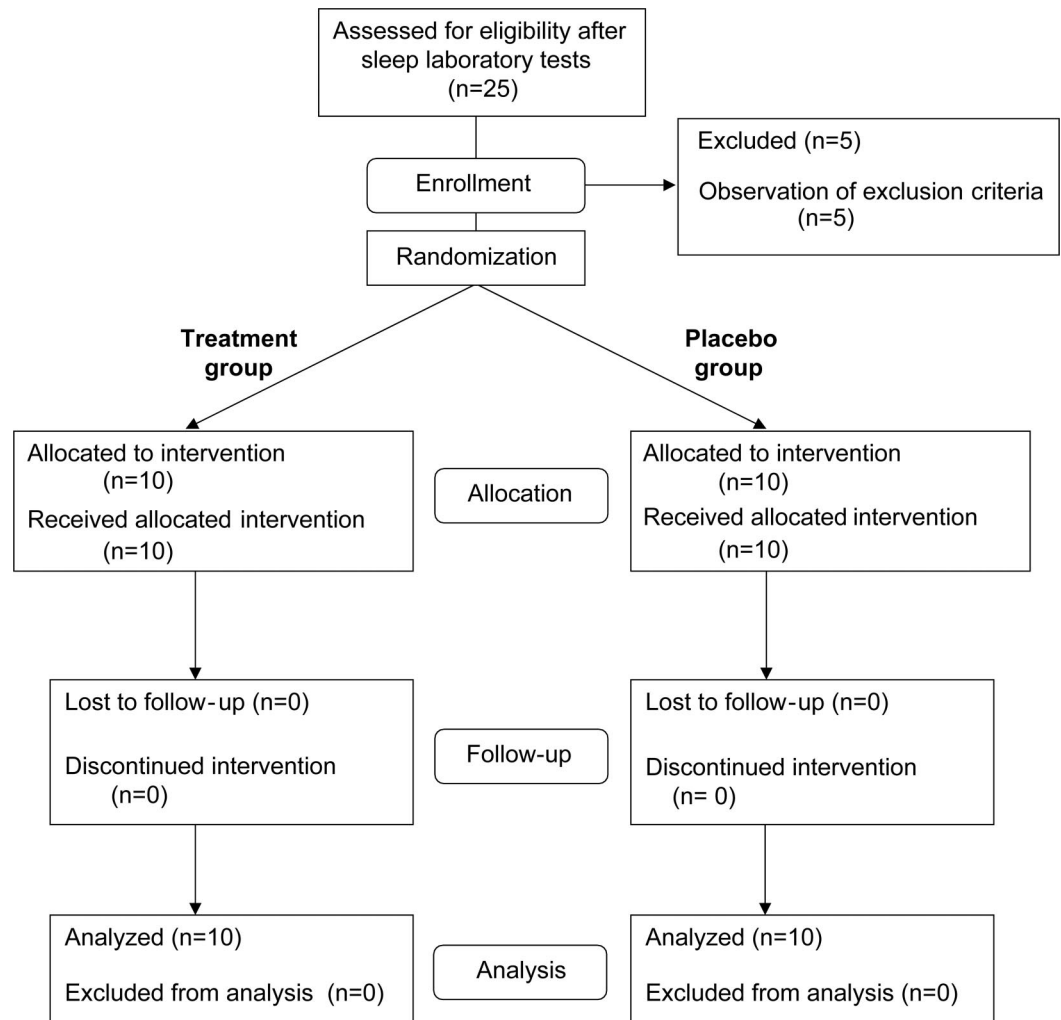 Assessed for eligibility after
sleep laboratory tests
(n=25)
Enrollment
Excluded (n=5)
Observation of exclusion criteria
(n=5)
Randomization
Treatment
group
Placebo
group
Allocated to intervention
(n=10)
Received allocated intervention
(n=10)
Allocation
Allocated to intervention
(n=10)
Received allocated intervention
(n=10)
Lost to follow-up (n=0)
Discontinued intervention
(n=0)
Follow-up
Lost to follow-up (n=0)
Discontinued intervention
(n= 0)
Analyzed (n=10)
Excluded from analysis (n=0)
Analysis
Analyzed (n=10)
Excluded from analysis (n=0)